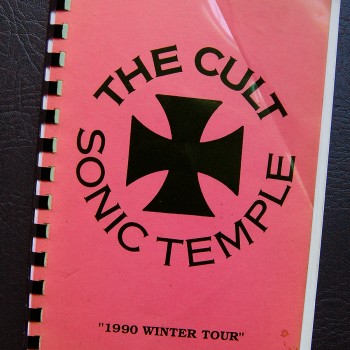 THE CULT
SONIC TEMPLE
"1990 WINTER TOUR"